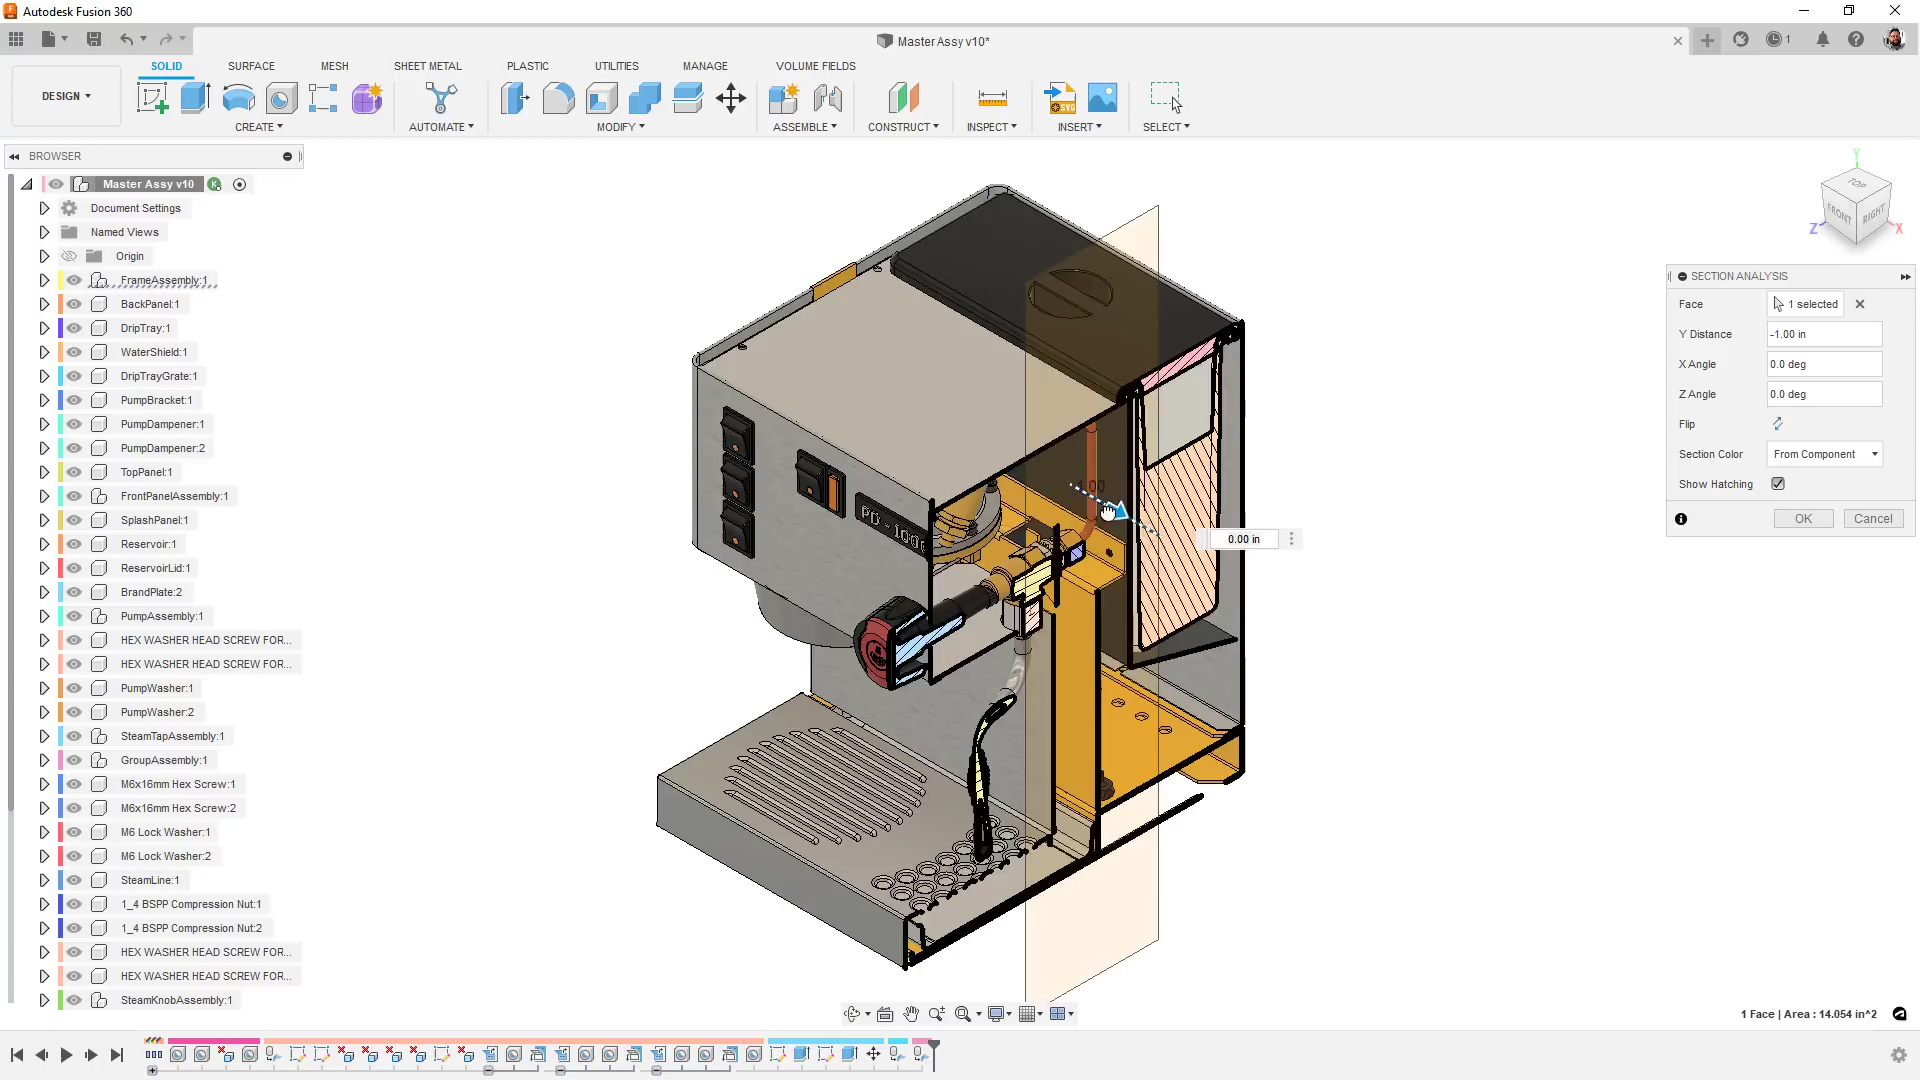 Autodesk Fusion 360
Master Assy v10*
1
DESIGN
SOLID
SURFACE
MESH
SHEET METAL
PLASTIC
UTILITIES
MANAGE
VOLUME FIELDS
CREATE
AUTOMATE
MODIFY
ASSEMBLE
CONSTRUCT
INSPECT
INSERT
SELECT
BROWSER
Master Assy v10
Document Settings
Named Views
Origin
FrameAssembly:1
BackPanel:1
DripTray:1
WaterShield:1
DripTrayGrate:1
PumpBracket:1
PumpDampener:1
PumpDampener:2
TopPanel:1
FrontPanelAssembly:1
SplashPanel:1
Reservoir:1
ReservoirLid:1
BrandPlate:2
PumpAssembly:1
HEX WASHER HEAD SCREW FOR...
HEX WASHER HEAD SCREW FOR...
PumpWasher:1
PumpWasher:2
SteamTapAssembly:1
GroupAssembly:1
M6x16mm Hex Screw:1
M6x16mm Hex Screw:2
M6 Lock Washer:1
M6 Lock Washer:2
SteamLine:1
1_4 BSPP Compression Nut:1
1_4 BSPP Compression Nut:2
HEX WASHER HEAD SCREW FOR...
HEX WASHER HEAD SCREW FOR...
SteamKnobAssembly:1
PD-100
1.00
0.00 in
Y
TOP
FRONT
RIGHT
Z
X
SECTION ANALYSIS
Face
1 selected
Y Distance
-1.00 in
X Angle
0.0 deg
Z Angle
0.0 deg
Flip
Section Color
From Component
Show Hatching
OK
Cancel
1 Face | Area : 14.054 in^2